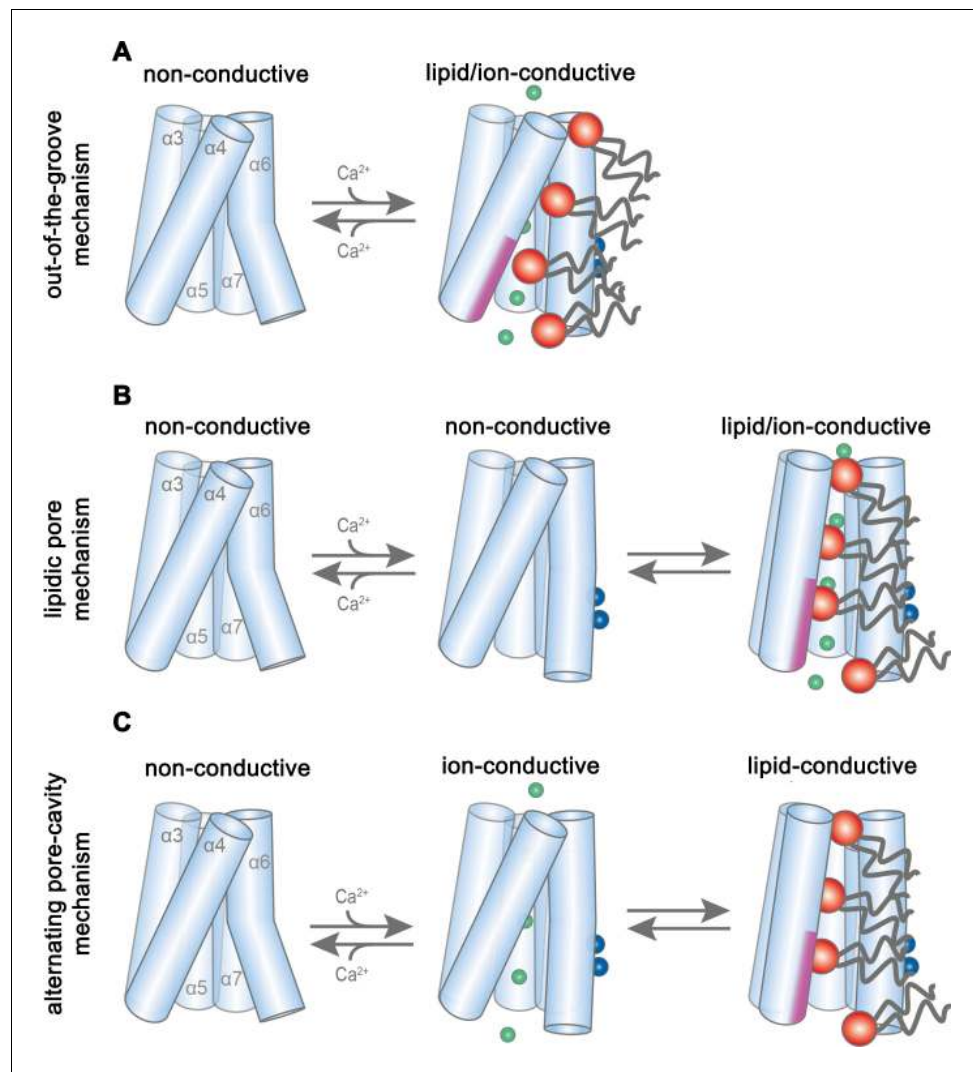 A
non-conductive
lipid/ion-conductive
out-of-the-groove
mechanism
α3
α4
α6
α5
α7
Ca²⁺
Ca²⁺
B
non-conductive
non-conductive
lipid/ion-conductive
lipidic pore
mechanism
α3
α4
α6
α5
α7
Ca²⁺
Ca²⁺
C
non-conductive
ion-conductive
lipid-conductive
alternating pore-cavity
mechanism
α3
α4
α6
α5
α7
Ca²⁺
Ca²⁺